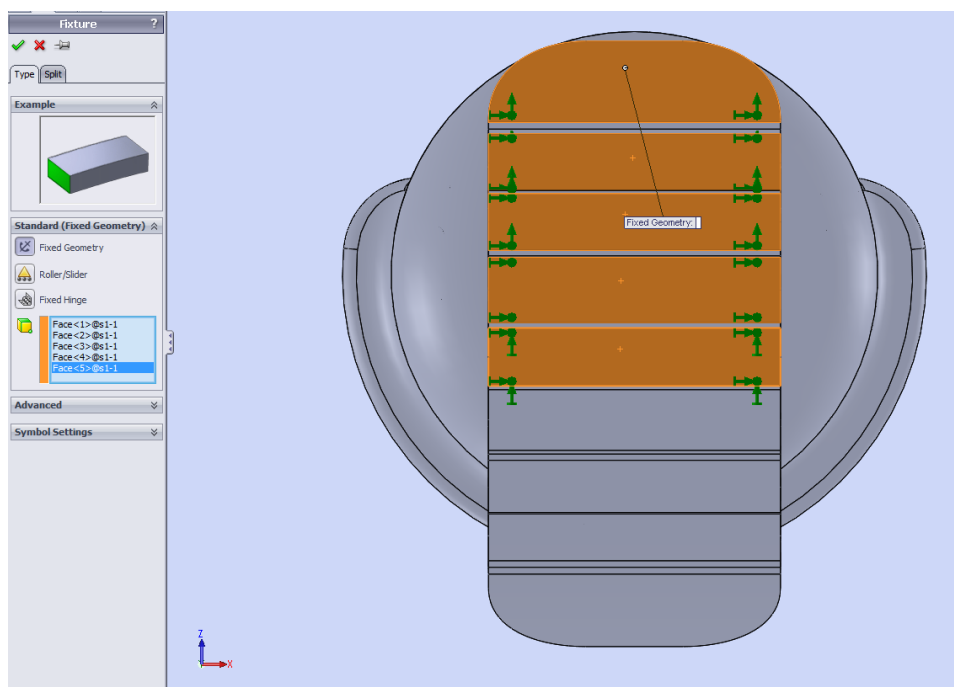 Fixture ?
Type Split
Example
Standard (Fixed Geometry)
Fixed Geometry
Roller/Slider
Fixed Hinge
Face<1>@s1-1
Face<2>@s1-1
Face<3>@s1-1
Face<4>@s1-1
Face<5>@s1-1
Advanced
Symbol Settings
Fixed Geometry:
Z
X